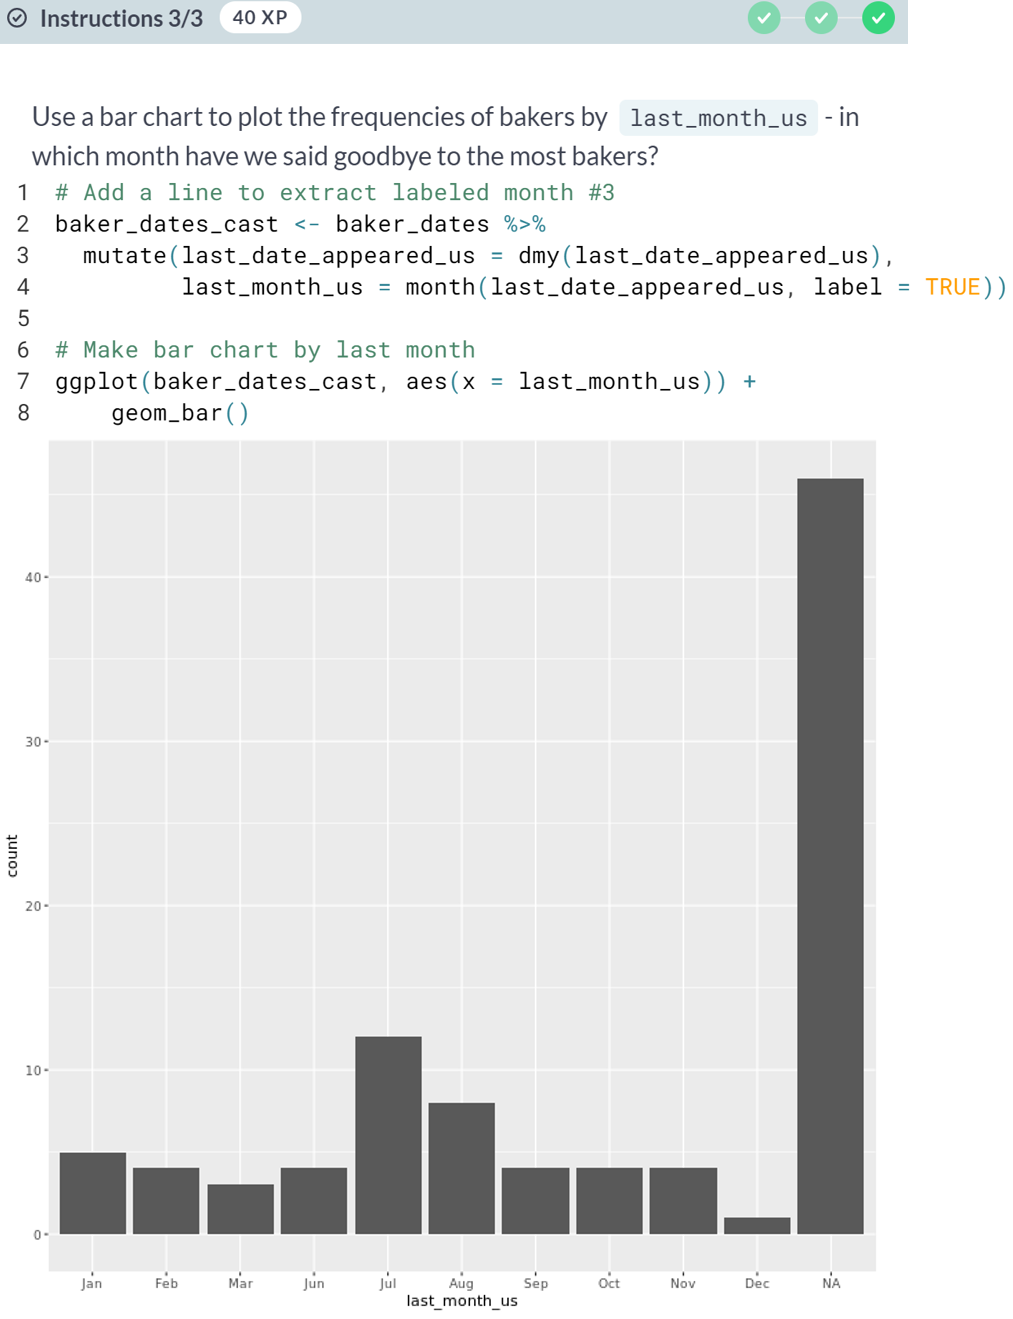 Instructions 3/3 40 XP
Use a bar chart to plot the frequencies of bakers by last_month_us - in
which month have we said goodbye to the most bakers?
1 # Add a line to extract labeled month #3
2 baker_dates_cast <- baker_dates %>%
3 mutate(last_date_appeared_us = dmy(last_date_appeared_us),
4 last_month_us = month(last_date_appeared_us, label = TRUE))
5
6 # Make bar chart by last month
7 ggplot(baker_dates_cast, aes(x = last_month_us)) +
8 geom_bar()
40
30
count
20
10
0
Jan Feb Mar Jun Jul Aug Sep Oct Nov Dec NA
last_month_us